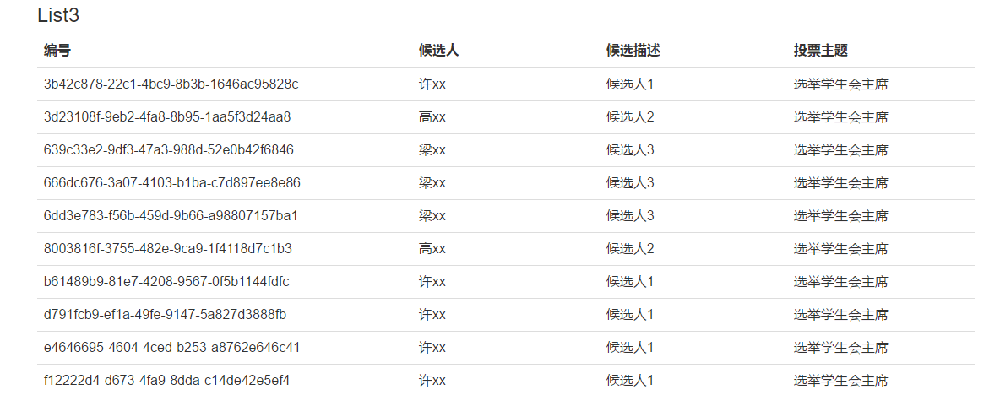 List3
编号 候选人 候选描述 投票主题
3b42c878-22c1-4bc9-8b3b-1646ac95828c 许xx 候选人1 选举学生会主席
3d23108f-9eb2-4fa8-8b95-1aa5f3d24aa8 高xx 候选人2 选举学生会主席
639c33e2-9df3-47a3-988d-52e0b42f6846 梁xx 候选人3 选举学生会主席
666dc676-3a07-4103-b1ba-c7d897ee8e86 梁xx 候选人3 选举学生会主席
6dd3e783-f56b-459d-9b66-a98807157ba1 梁xx 候选人3 选举学生会主席
8003816f-3755-482e-9ca9-1f4118d7c1b3 高xx 候选人2 选举学生会主席
b61489b9-81e7-4208-9567-0f5b1144fdfc 许xx 候选人1 选举学生会主席
d791fcb9-ef1a-49fe-9147-5a827d3888fb 许xx 候选人1 选举学生会主席
e4646695-4604-4ced-b253-a8762e646c41 许xx 候选人1 选举学生会主席
f12222d4-d673-4fa9-8dda-c14de42e5ef4 许xx 候选人1 选举学生会主席